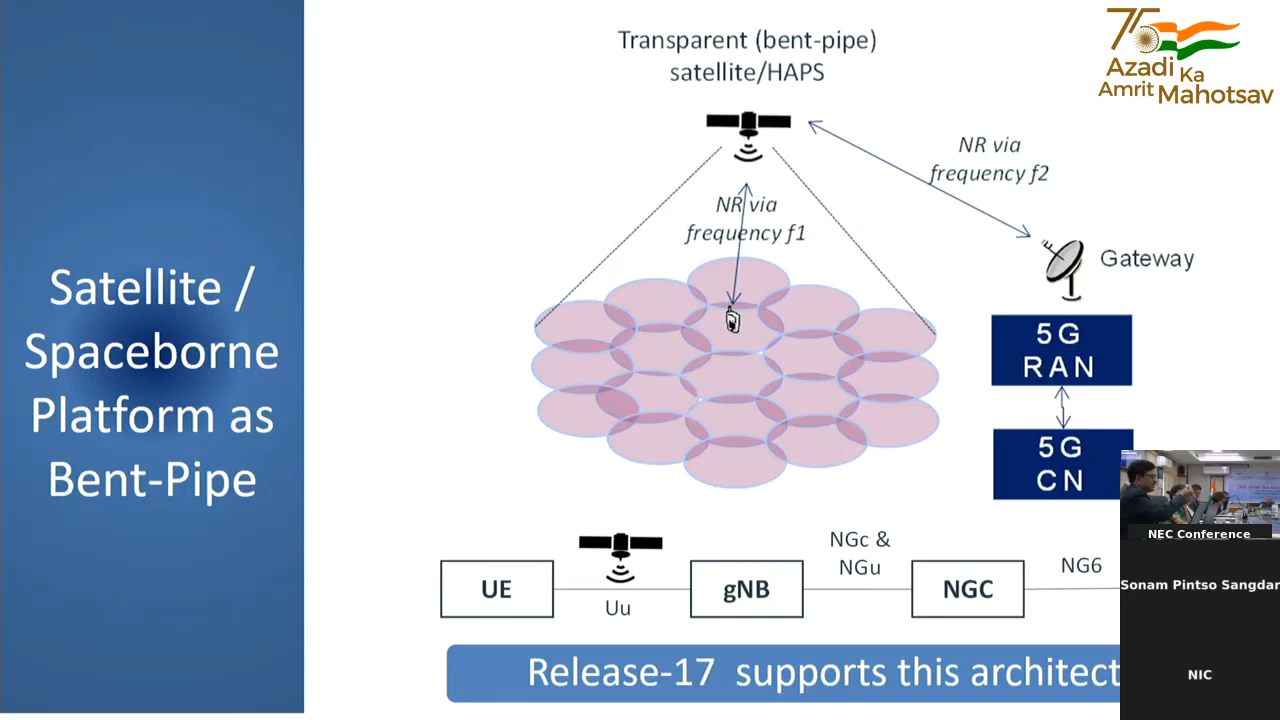 Satellite /
Spaceborne
Platform as
Bent-Pipe
Transparent (bent-pipe)
satellite/HAPS
75
Azadi Ka
Amrit Mahotsav
NR via
frequency f2
NR via
frequency f1
Gateway
5G
RAN
5G
CN
UE
Uu
gNB
NGc &
NGu
NGC
NG6
Release-17 supports this architect
NEC Conference
Sonam Pintso Sangdar
NIC